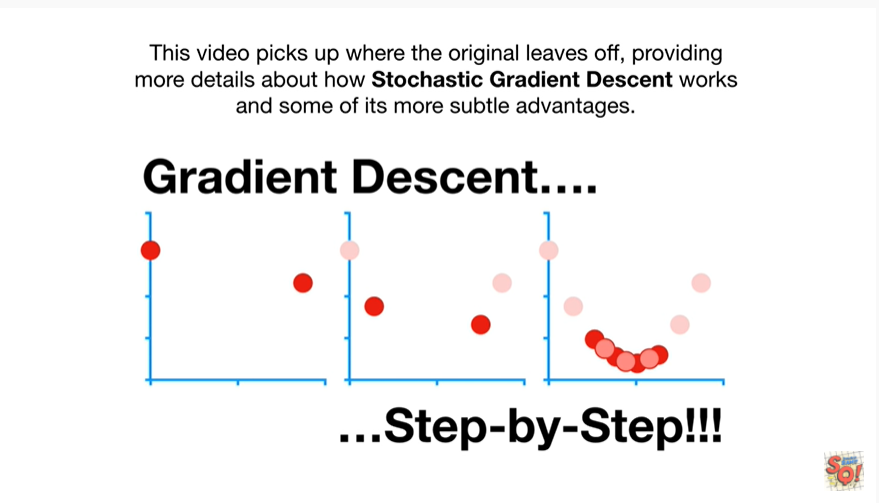 This video picks up where the original leaves off, providing
more details about how Stochastic Gradient Descent works
and some of its more subtle advantages.
Gradient Descent....
...Step-by-Step!!!
SQ!